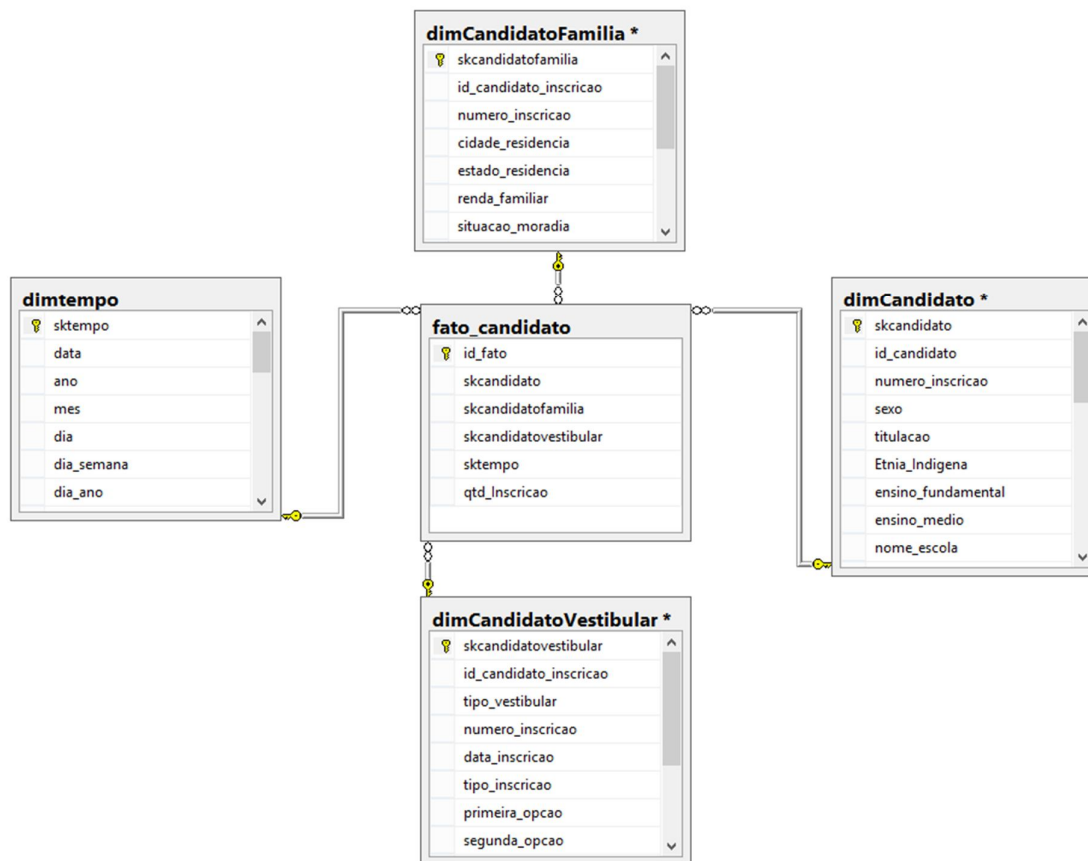 dimCandidatoFamilia *
skcandidatofamilia
id_candidato_inscricao
numero_inscricao
cidade_residencia
estado_residencia
renda_familiar
situacao_moradia
dimtempo
sktempo
data
ano
mes
dia
dia_semana
dia_ano
fato_candidato
id_fato
skcandidato
skcandidatofamilia
skcandidatovestibular
sktempo
qtd_Inscricao
dimCandidato *
skcandidato
id_candidato
numero_inscricao
sexo
titulacao
Etnia_Indigena
ensino_fundamental
ensino_medio
nome_escola
dimCandidatoVestibular *
skcandidatovestibular
id_candidato_inscricao
tipo_vestibular
numero_inscricao
data_inscricao
tipo_inscricao
primeira_opcao
segunda_opcao